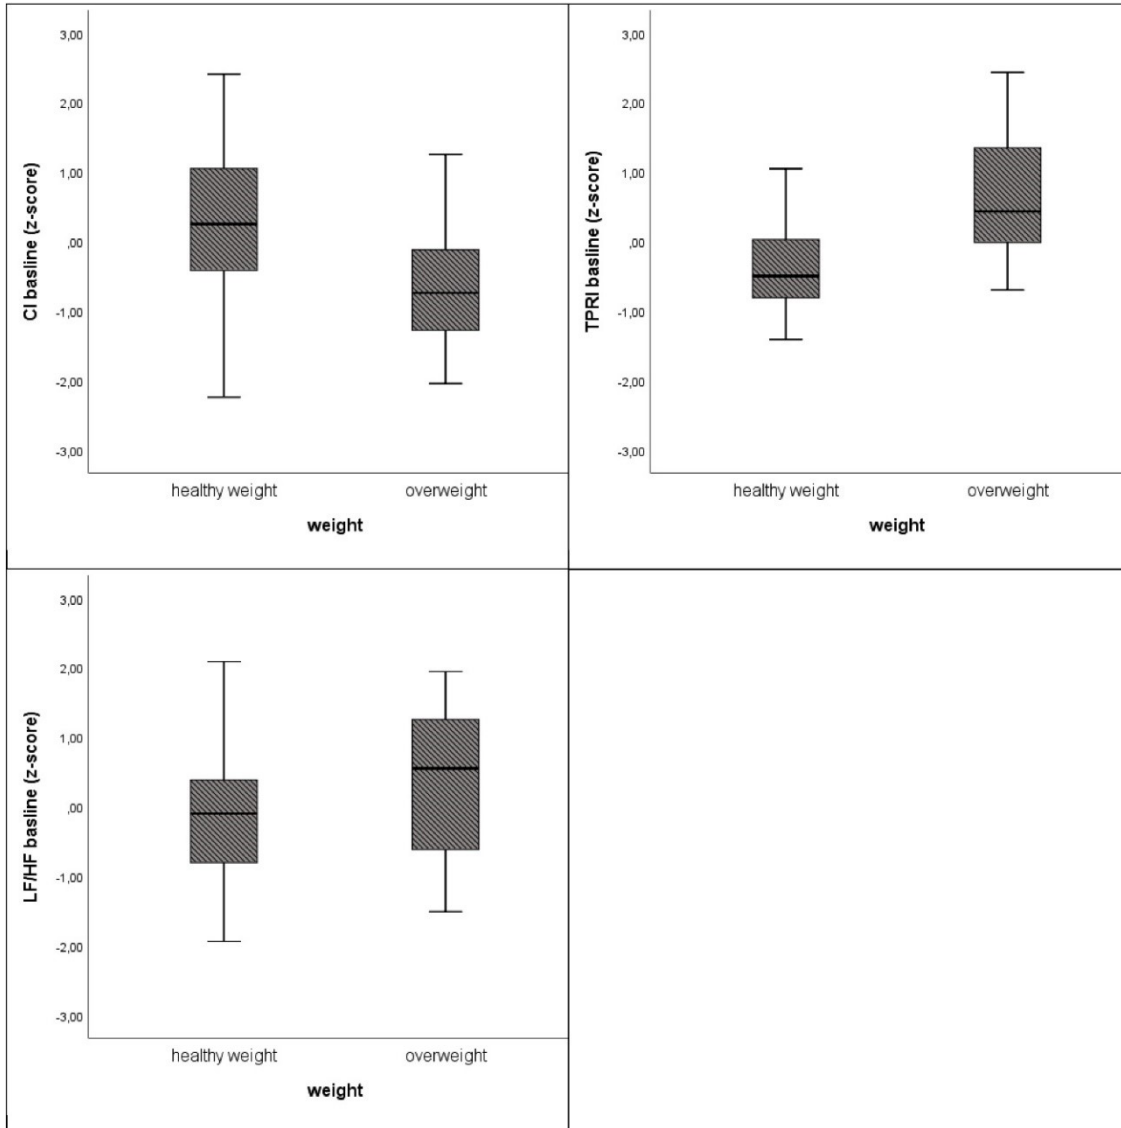 CI basline (z-score)
3,00
2,00
1,00
,00
-1,00
-2,00
-3,00
healthy weight overweight
weight
TPRI basline (z-score)
3,00
2,00
1,00
,00
-1,00
-2,00
-3,00
healthy weight overweight
weight
LF/HF basline (z-score)
3,00
2,00
1,00
,00
-1,00
-2,00
-3,00
healthy weight overweight
weight